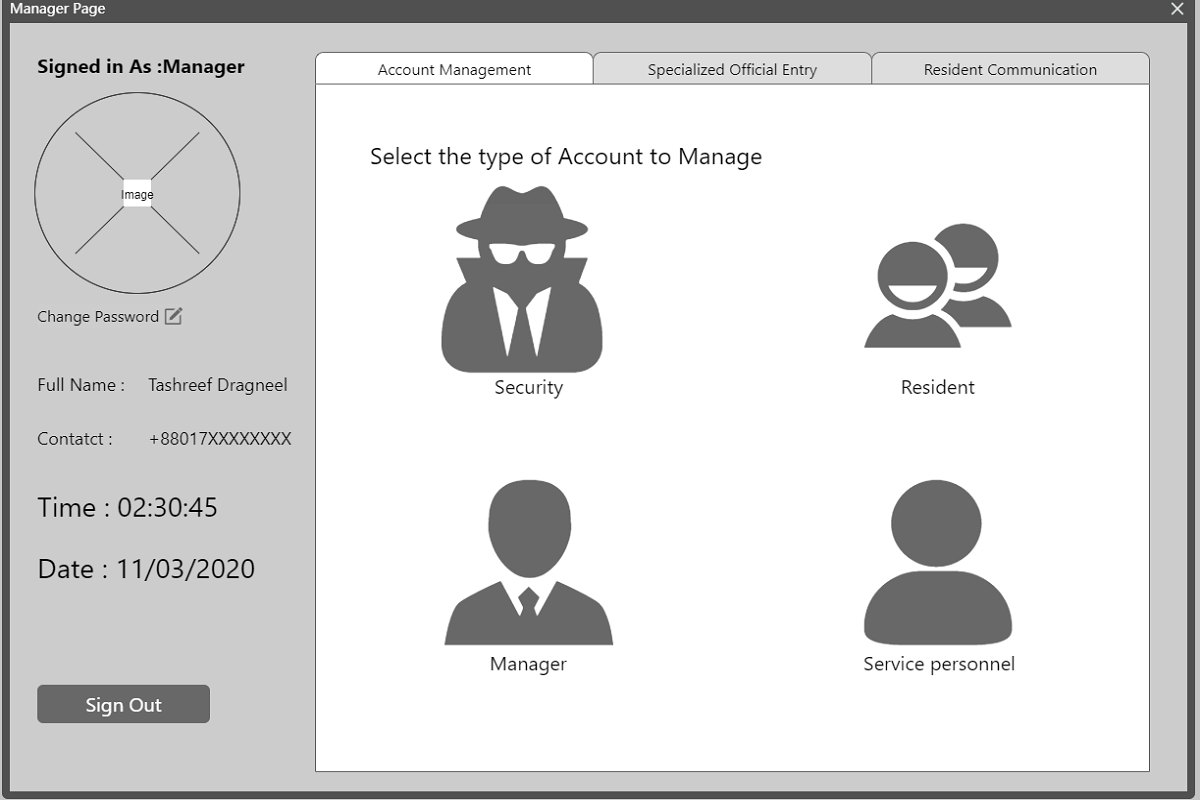 Manager Page
Signed in As :Manager
Image
Change Password
Full Name : Tashreef Dragneel
Contatct : +88017XXXXXXXX
Time : 02:30:45
Date : 11/03/2020
Sign Out
Account Management Specialized Official Entry Resident Communication
Select the type of Account to Manage
Security Resident
Manager Service personnel